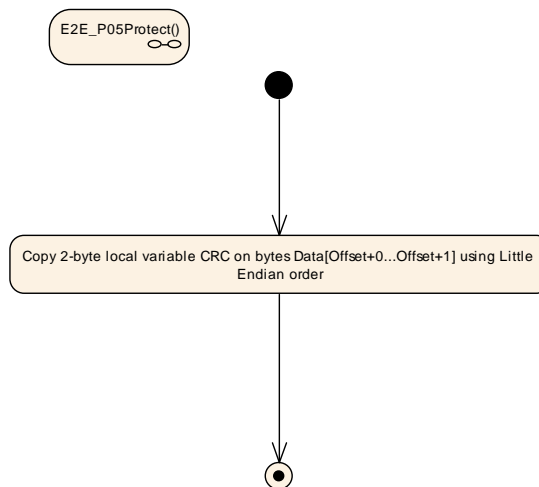 E2E_P05Protect()
Copy 2-byte local variable CRC on bytes Data[Offset+0...Offset+1] using Little
Endian order